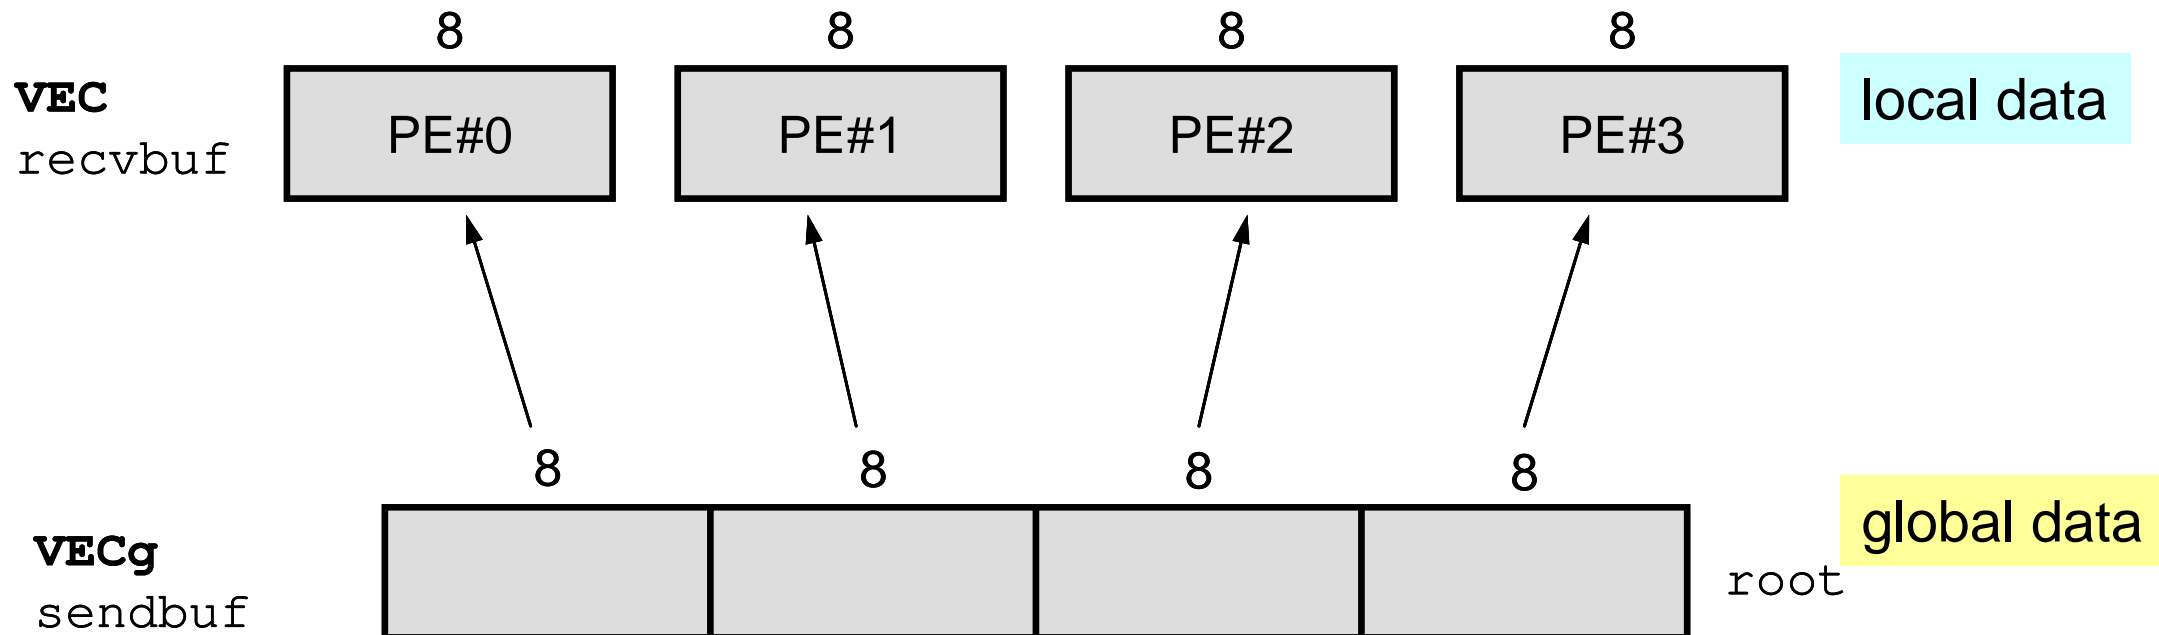 8 8 8 8
VEC
recvbuf
PE#0 PE#1 PE#2 PE#3
local data
8 8 8 8
VECg
sendbuf
root
global data